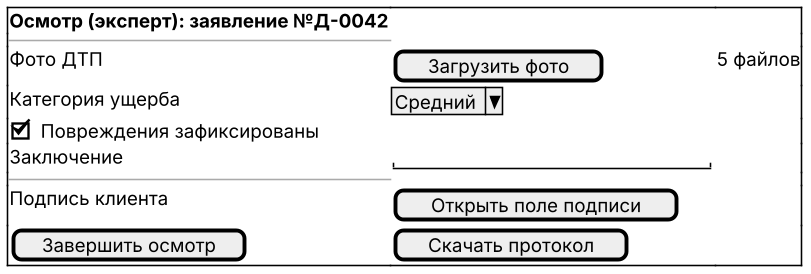 Осмотр (эксперт): заявление №Д-0042
Фото ДТП Загрузить фото 5 файлов
Категория ущерба Средний
Повреждения зафиксированы
Заключение
Подпись клиента Открыть поле подписи
Завершить осмотр Скачать протокол